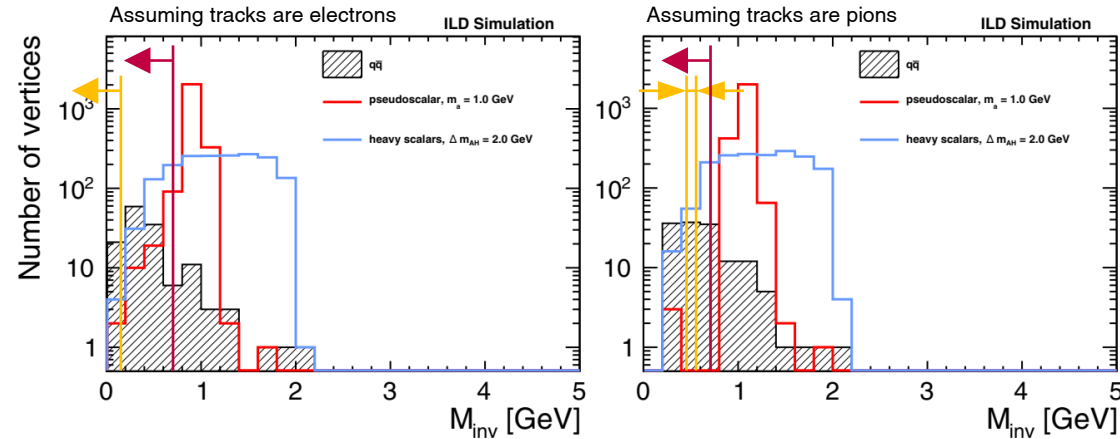 Assuming tracks are electrons
ILD Simulation
Number of vertices
10³
10²
10
1
qq̅
pseudoscalar, mₐ = 1.0 GeV
heavy scalars, Δ m_AH = 2.0 GeV
0 1 2 3 4 5
M_inv [GeV]
Assuming tracks are pions
ILD Simulation
10³
10²
10
1
qq̅
pseudoscalar, mₐ = 1.0 GeV
heavy scalars, Δ m_AH = 2.0 GeV
0 1 2 3 4 5
M_inv [GeV]